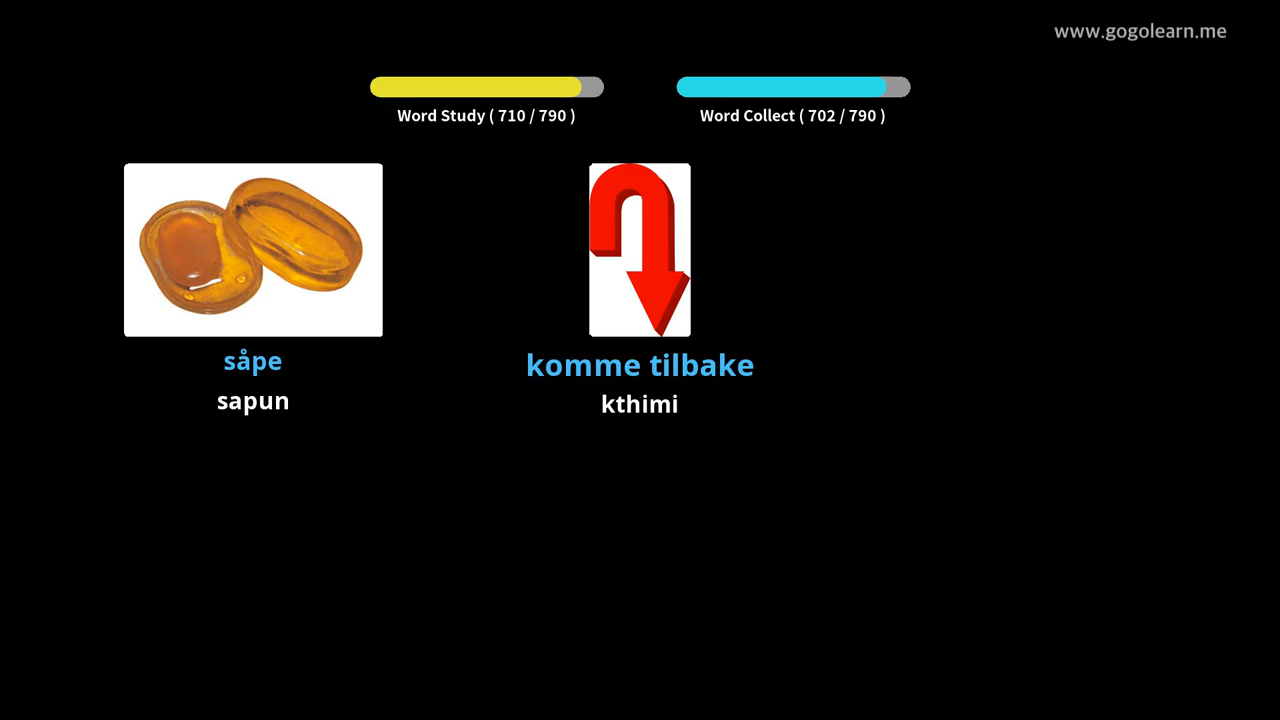 www.gogolearn.me
Word Study ( 710 / 790 )
Word Collect ( 702 / 790 )
såpe
sapun
komme tilbake
kthimi